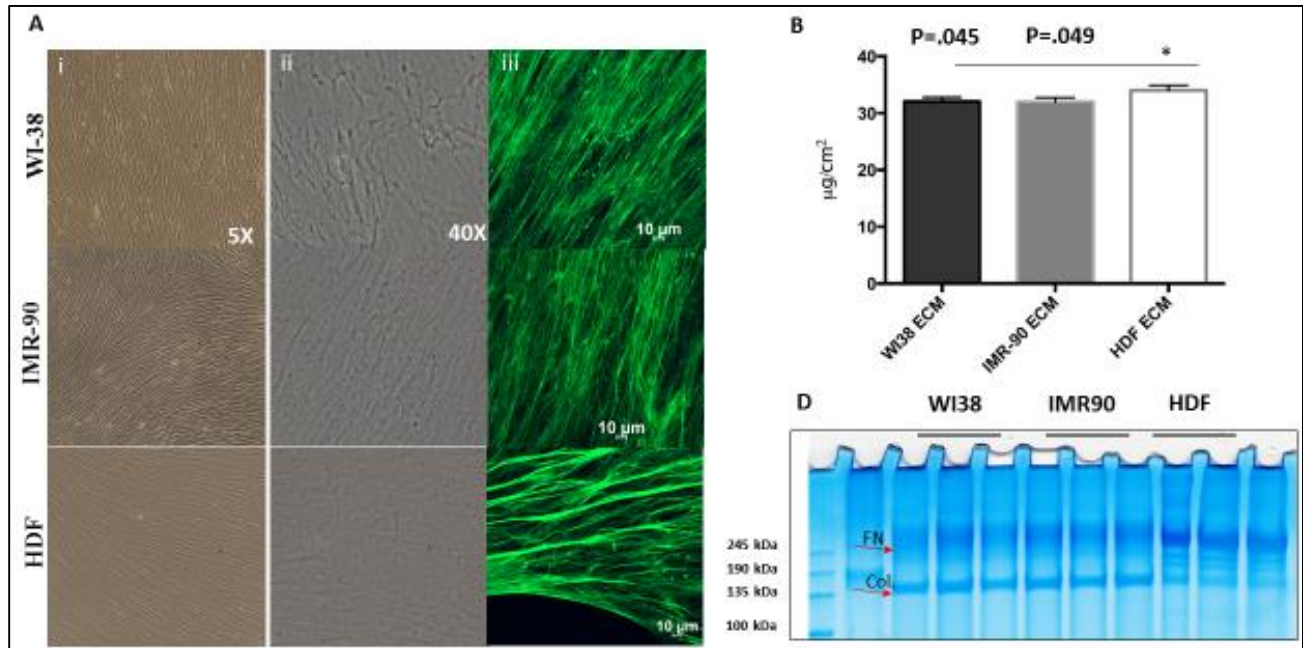 A
i
ii
iii
WI-38
5X
40X
10 µm
IMR-90
10 µm
HDF
10 µm
B
P=.045 P=.049
*
40
30
20
10
0
µg/cm²
WI38 ECM
IMR-90 ECM
HDF ECM
D
WI38 IMR90 HDF
FN
245 kDa
190 kDa
Col
135 kDa
100 kDa